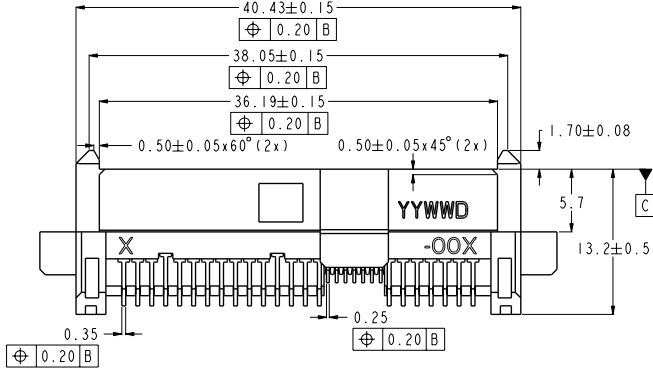 40.43±0.15
⌖ 0.20 B
38.05±0.15
⌖ 0.20 B
36.19±0.15
⌖ 0.20 B
0.50±0.05x60°(2x)
0.50±0.05x45°(2x)
1.70±0.08
YYWWD
5.7
C
X
-00X
13.2±0.5
0.35
⌖ 0.20 B
0.25
⌖ 0.20 B